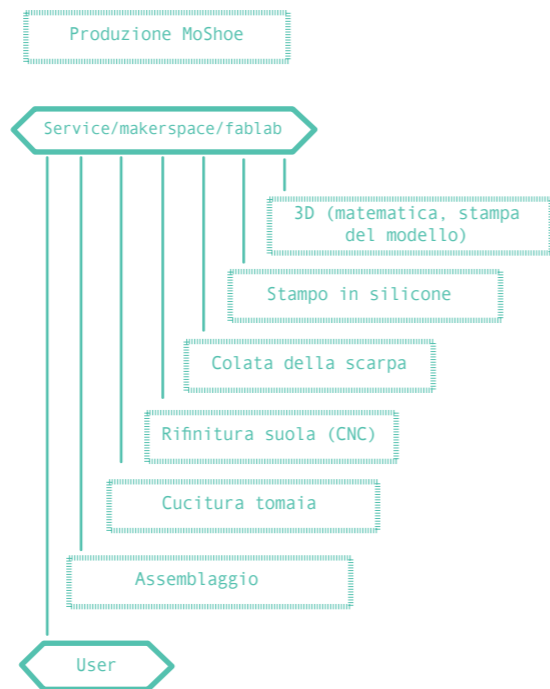 Produzione MoShoe
Service/makerspace/fablab
3D (matematica, stampa
del modello)
Stampo in silicone
Colata della scarpa
Rifinitura suola (CNC)
Cucitura tomaia
Assemblaggio
User